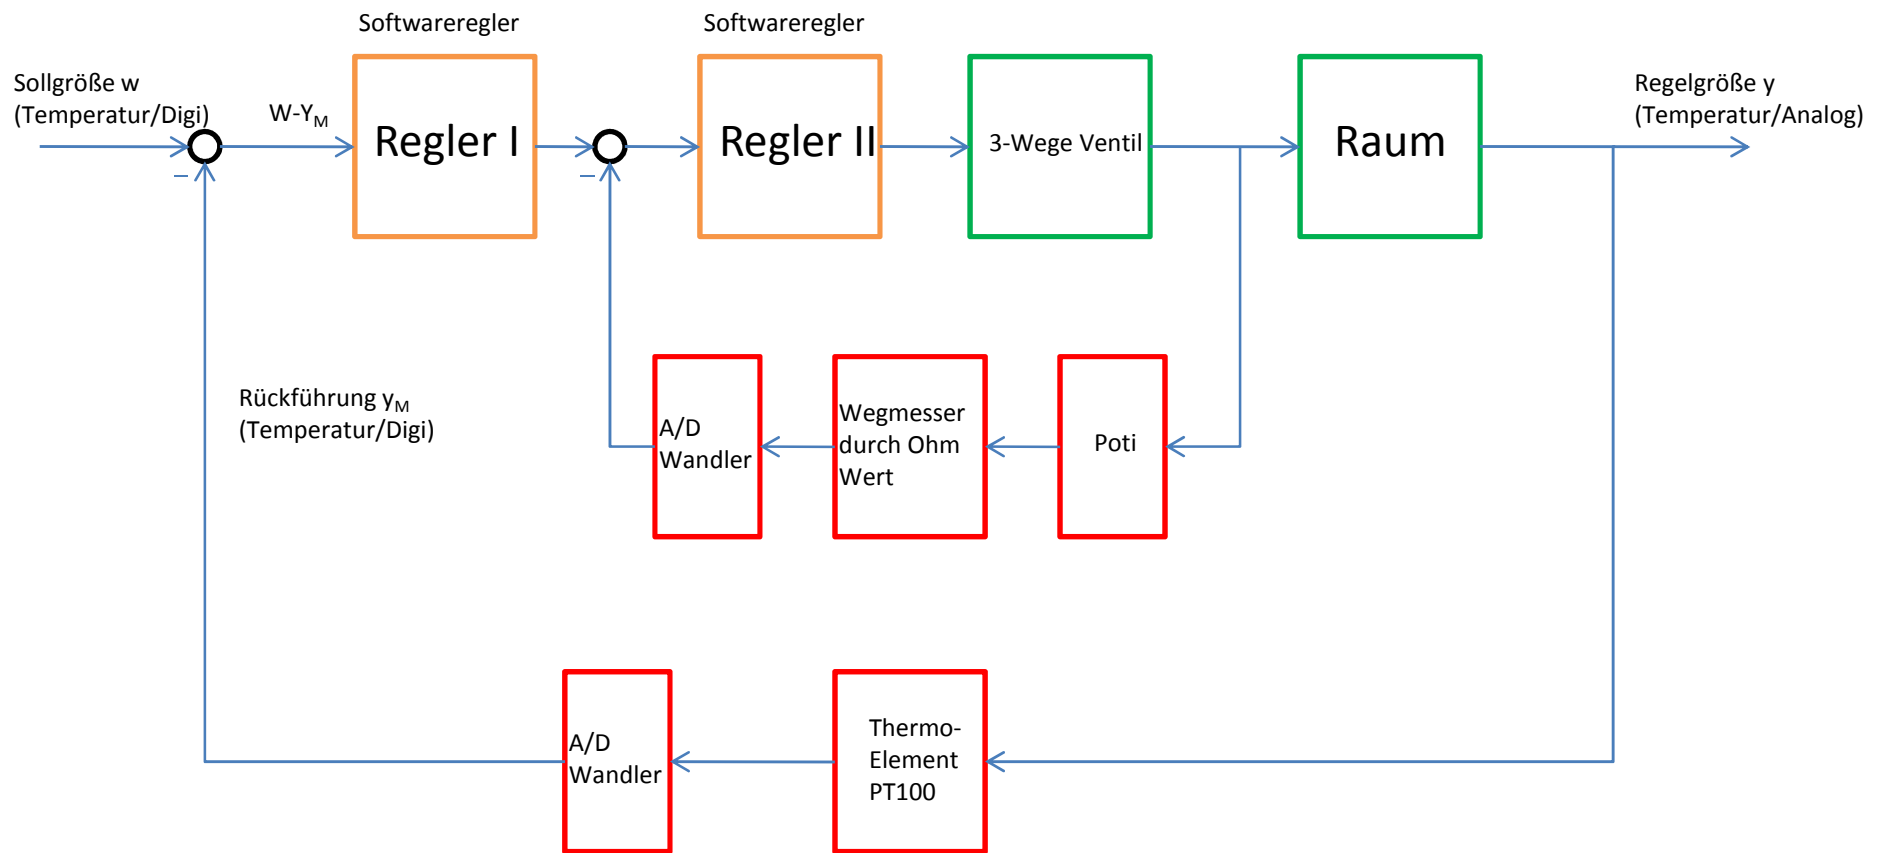 Softwareregler
Softwareregler
Sollgröße w
(Temperatur/Digi)
W-YM
Regler I
Regler II
3-Wege Ventil
Raum
Regelgröße y
(Temperatur/Analog)
–
–
Rückführung yM
(Temperatur/Digi)
A/D
Wandler
Wegmesser
durch Ohm
Wert
Poti
A/D
Wandler
Thermo-
Element
PT100